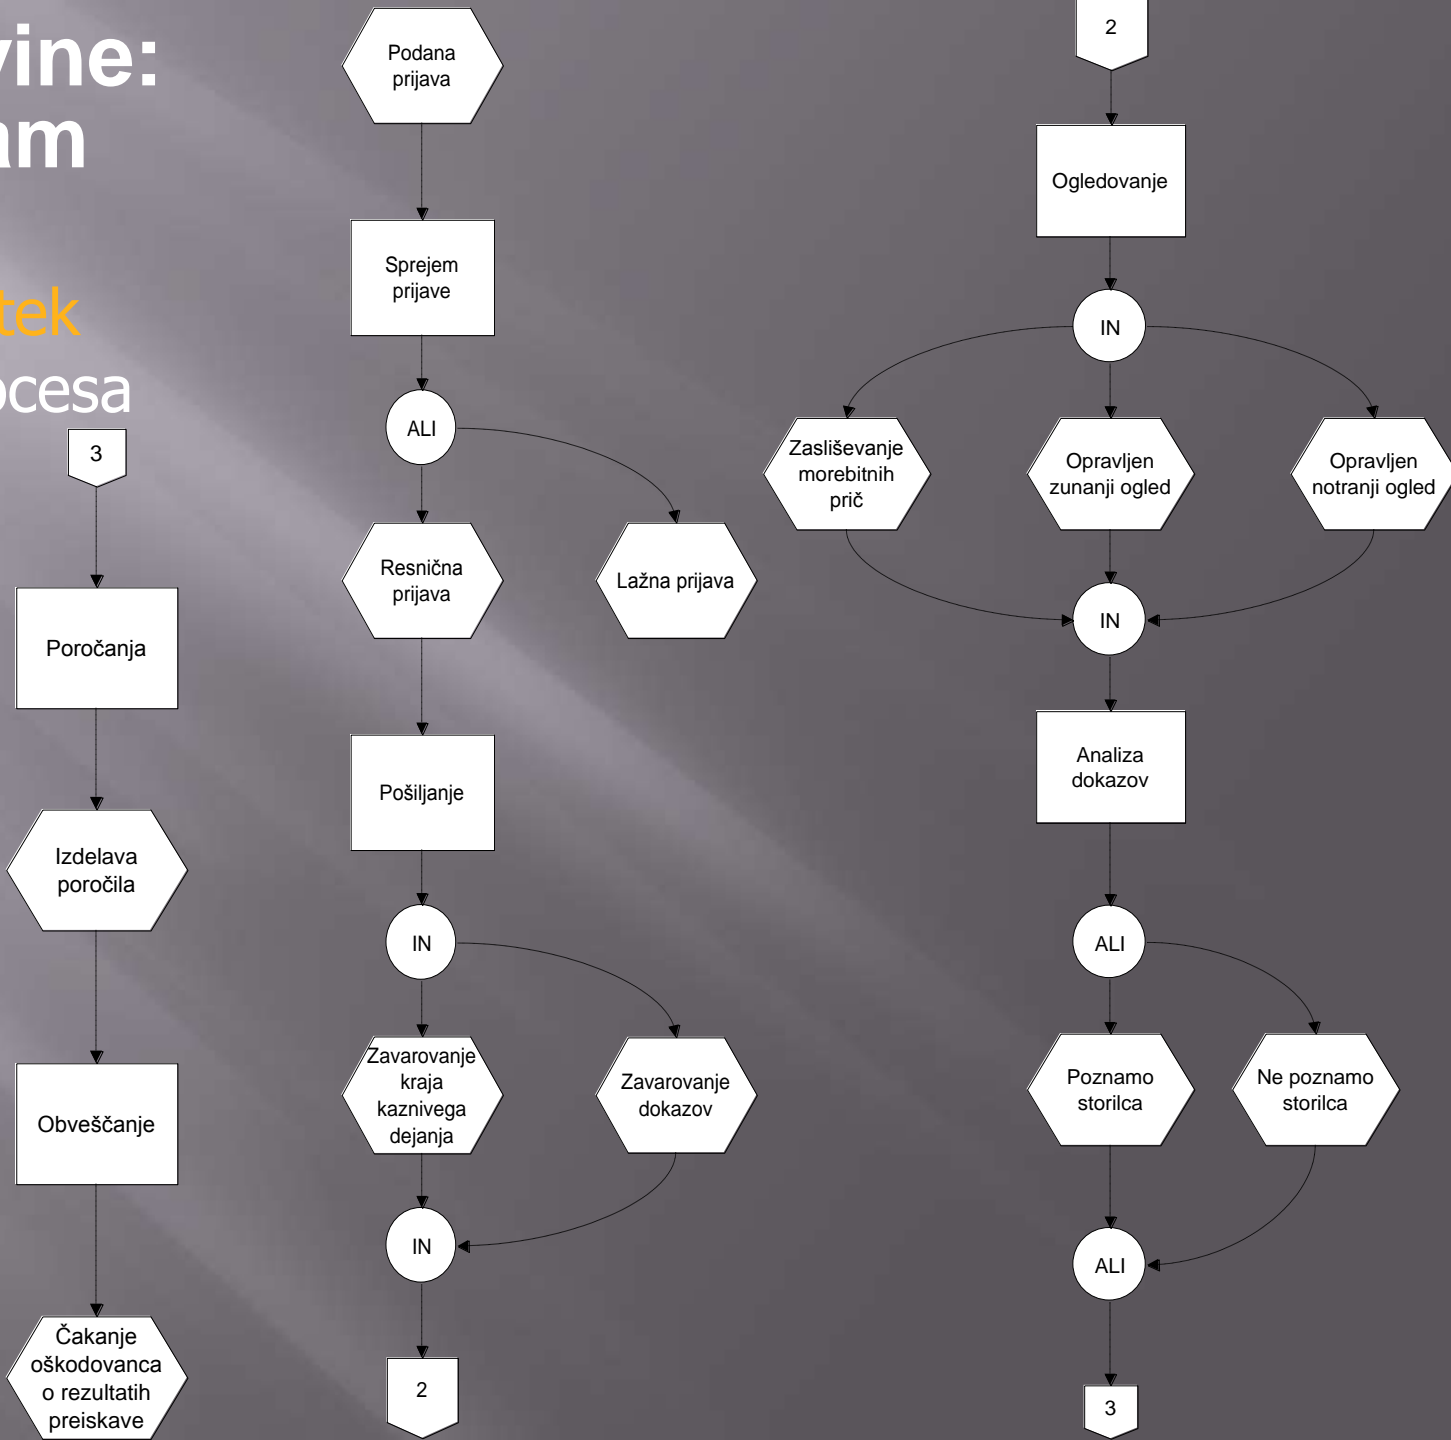 vine:
am
tek
ocesa
3
Poročanja
Izdelava
poročila
Obveščanje
Čakanje
oškodovanca
o rezultatih
preiskave
Podana
prijava
Sprejem
prijave
ALI
Resnična
prijava
Lažna prijava
Pošiljanje
IN
Zavarovanje
kraja
kaznivega
dejanja
Zavarovanje
dokazov
IN
2
2
Ogledovanje
IN
Zasliševanje
morebitnih
prič
Opravljen
zunanji ogled
Opravljen
notranji ogled
IN
Analiza
dokazov
ALI
Poznamo
storilca
Ne poznamo
storilca
ALI
3